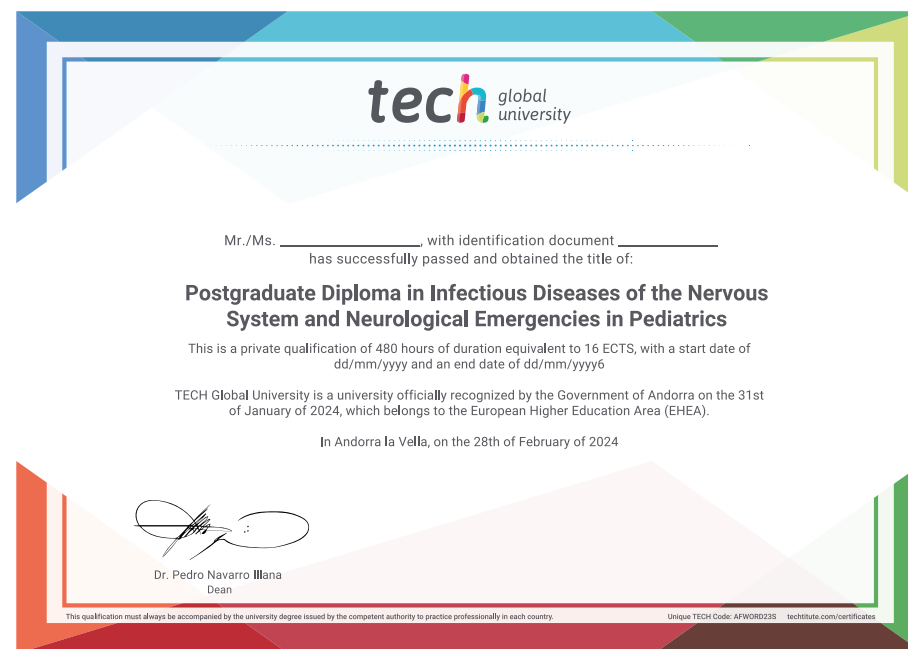 tech global university
Mr./Ms. ____________________, with identification document ______________
has successfully passed and obtained the title of:
Postgraduate Diploma in Infectious Diseases of the Nervous
System and Neurological Emergencies in Pediatrics
This is a private qualification of 480 hours of duration equivalent to 16 ECTS, with a start date of
dd/mm/yyyy and an end date of dd/mm/yyyy6
TECH Global University is a university officially recognized by the Government of Andorra on the 31st
of January of 2024, which belongs to the European Higher Education Area (EHEA).
In Andorra la Vella, on the 28th of February of 2024
Dr. Pedro Navarro Illana
Dean
This qualification must always be accompanied by the university degree issued by the competent authority to practice professionally in each country.
Unique TECH Code: AFWORD23S techtitute.com/certificates